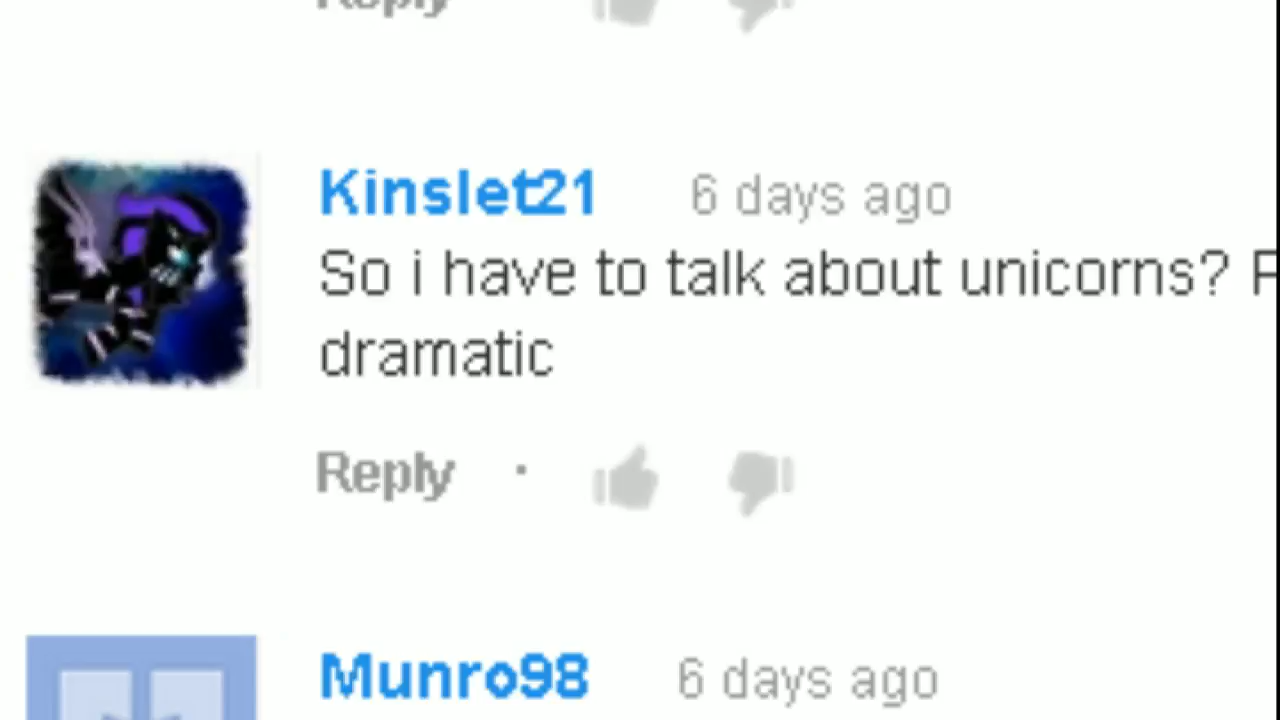 Reply
Kinslet21 6 days ago
So i have to talk about unicorns?
dramatic
Reply ·
Munro98 6 days ago